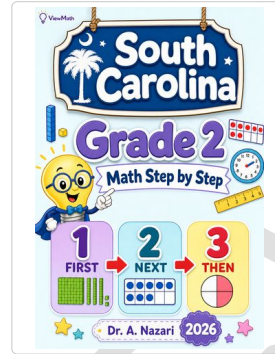 ViewMath
South
Carolina
Grade 2
Math Step by Step
1 2 3
FIRST NEXT THEN
Dr. A. Nazari 2026